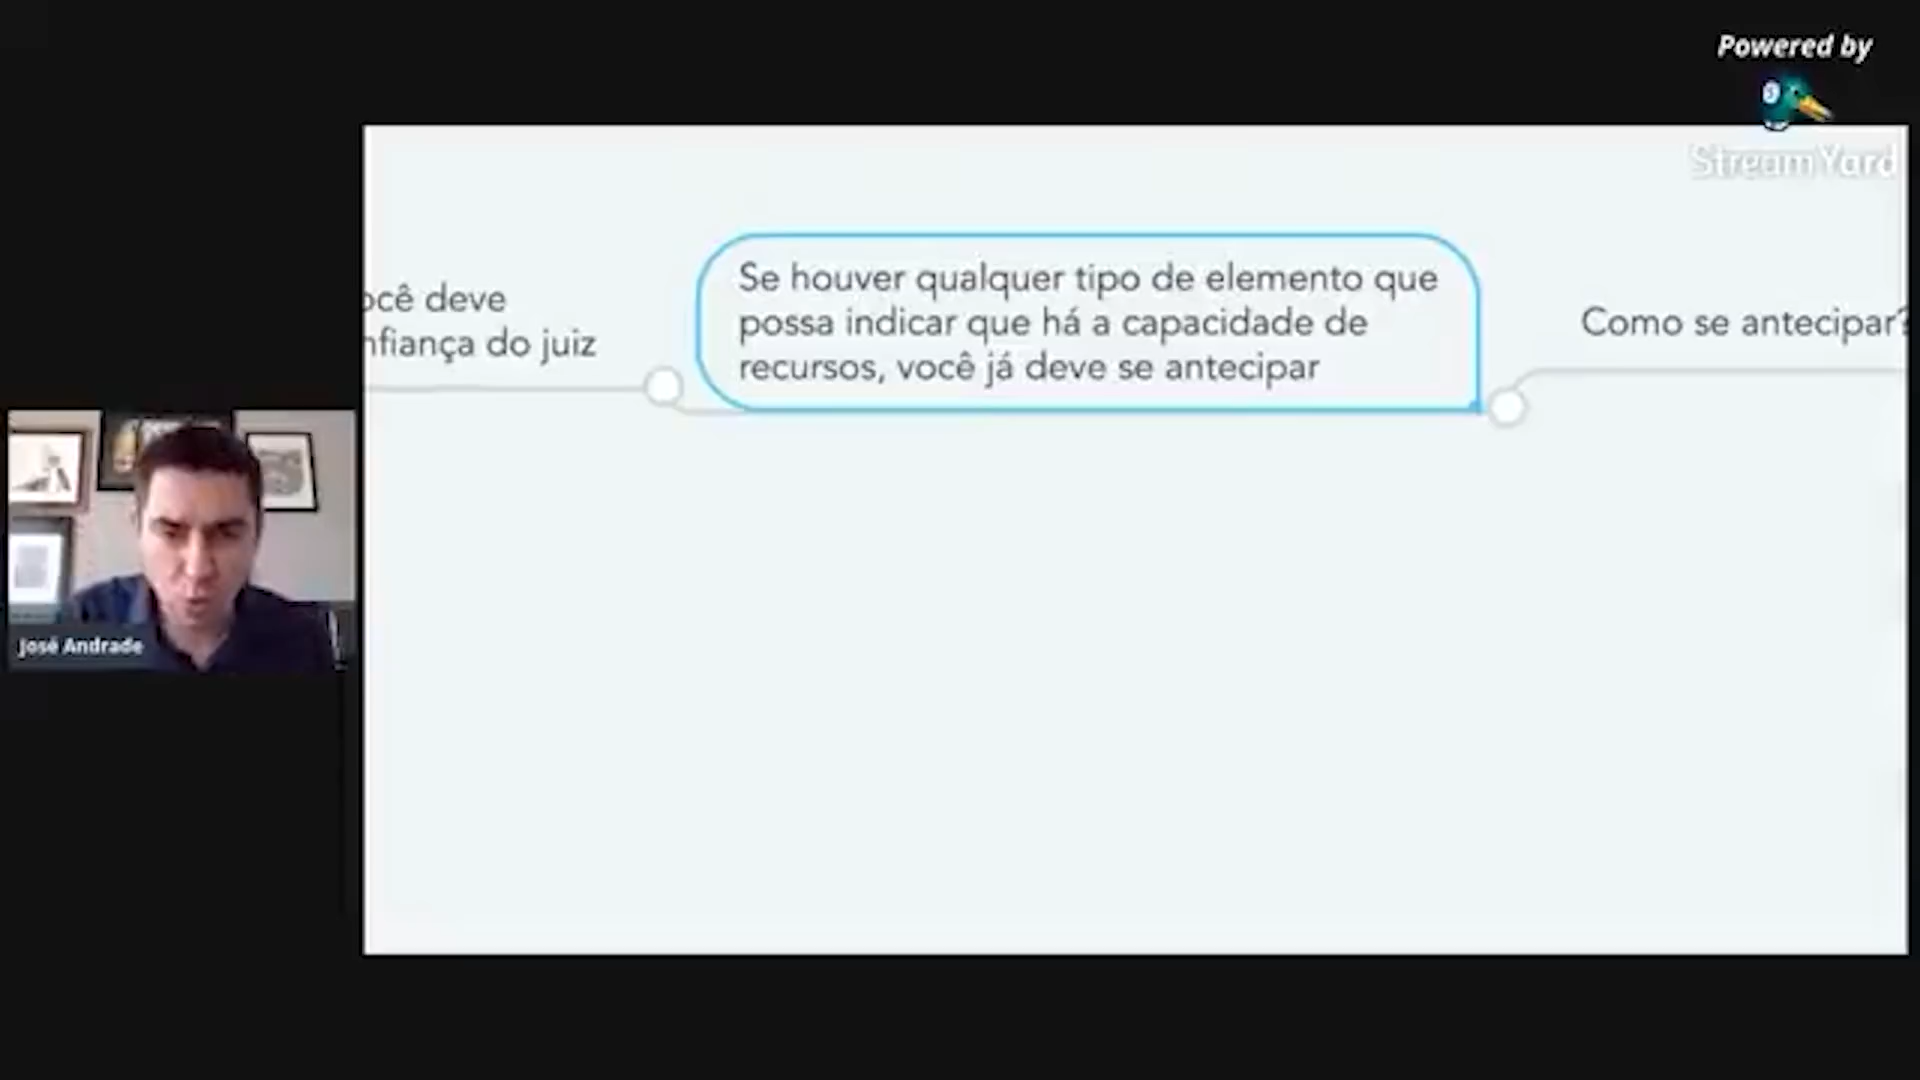 Powered by
StreamYard
ocê deve
nfiança do juiz
Se houver qualquer tipo de elemento que
possa indicar que há a capacidade de
recursos, você já deve se antecipar
Como se antecipar?
José Andrade